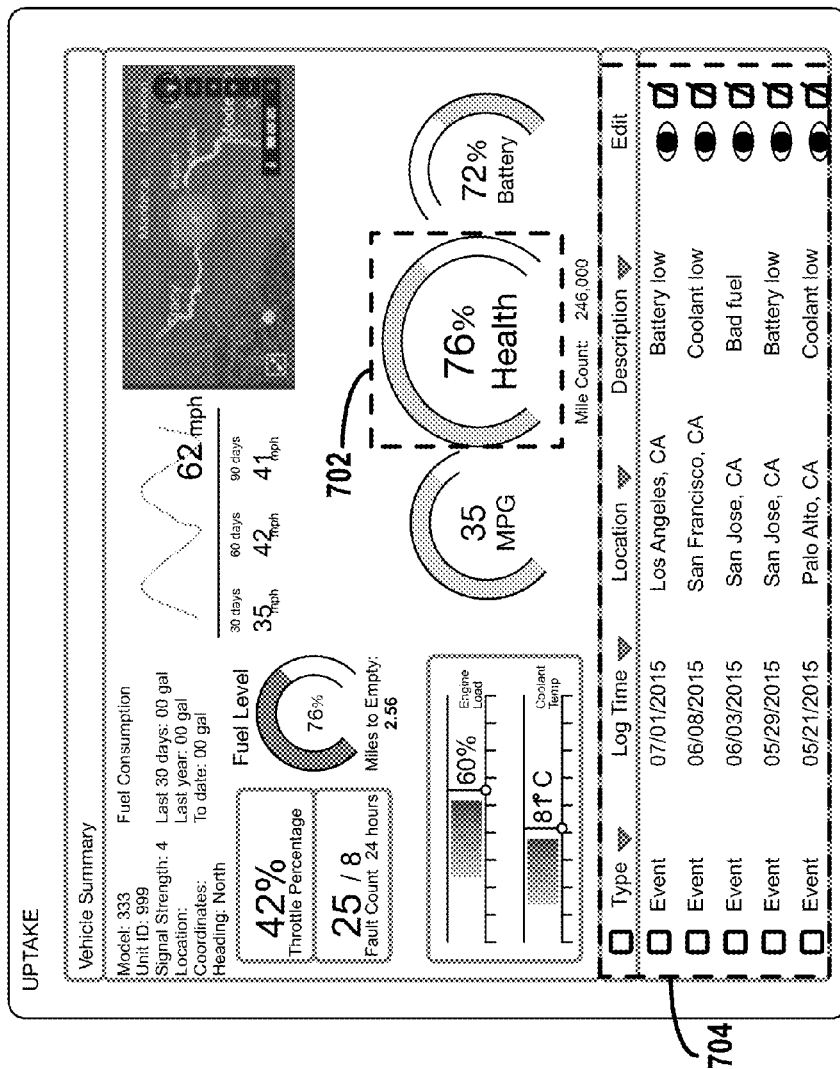 UPTAKE
Vehicle Summary
Model: 333
Unit ID: 999
Signal Strength: 4
Location:
Coordinates:
Heading: North
Fuel Consumption
Last 30 days: 00 gal
Last year: 00 gal
To date: 00 gal
62 mph
30 days 60 days 90 days
35 mph 42 mph 41 mph
42%
Throttle Percentage
25 / 8
Fault Count 24 hours
Fuel Level
76%
Miles to Empty:
2.56
702
60% Engine Load
81°C Coolant Temp
35
MPG
76%
Health
72%
Battery
Mile Count: 246,000
Type Log Time Location Description Edit
Event 07/01/2015 Los Angeles, CA Battery low
Event 06/08/2015 San Francisco, CA Coolant low
Event 06/03/2015 San Jose, CA Bad fuel
Event 05/29/2015 San Jose, CA Battery low
Event 05/21/2015 Palo Alto, CA Coolant low
704